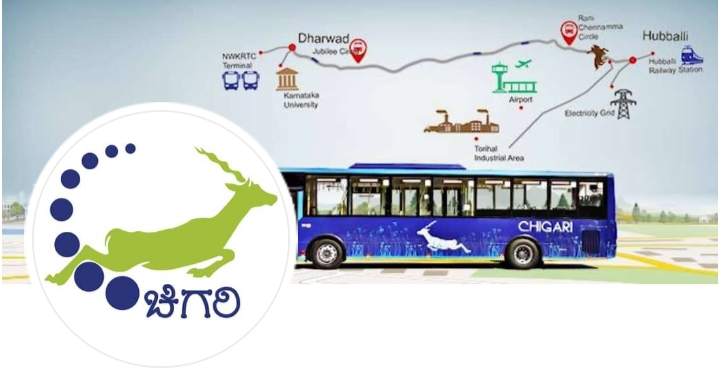 Dharwad
Jubilee Circle
NWKRTC
Terminal
Karnataka
University
Rani
Chennamma
Circle
Hubballi
Hubballi
Railway Station
Airport
Electricity Grid
Torihal
Industrial Area
CHIGARI
ಚಿಗರಿ